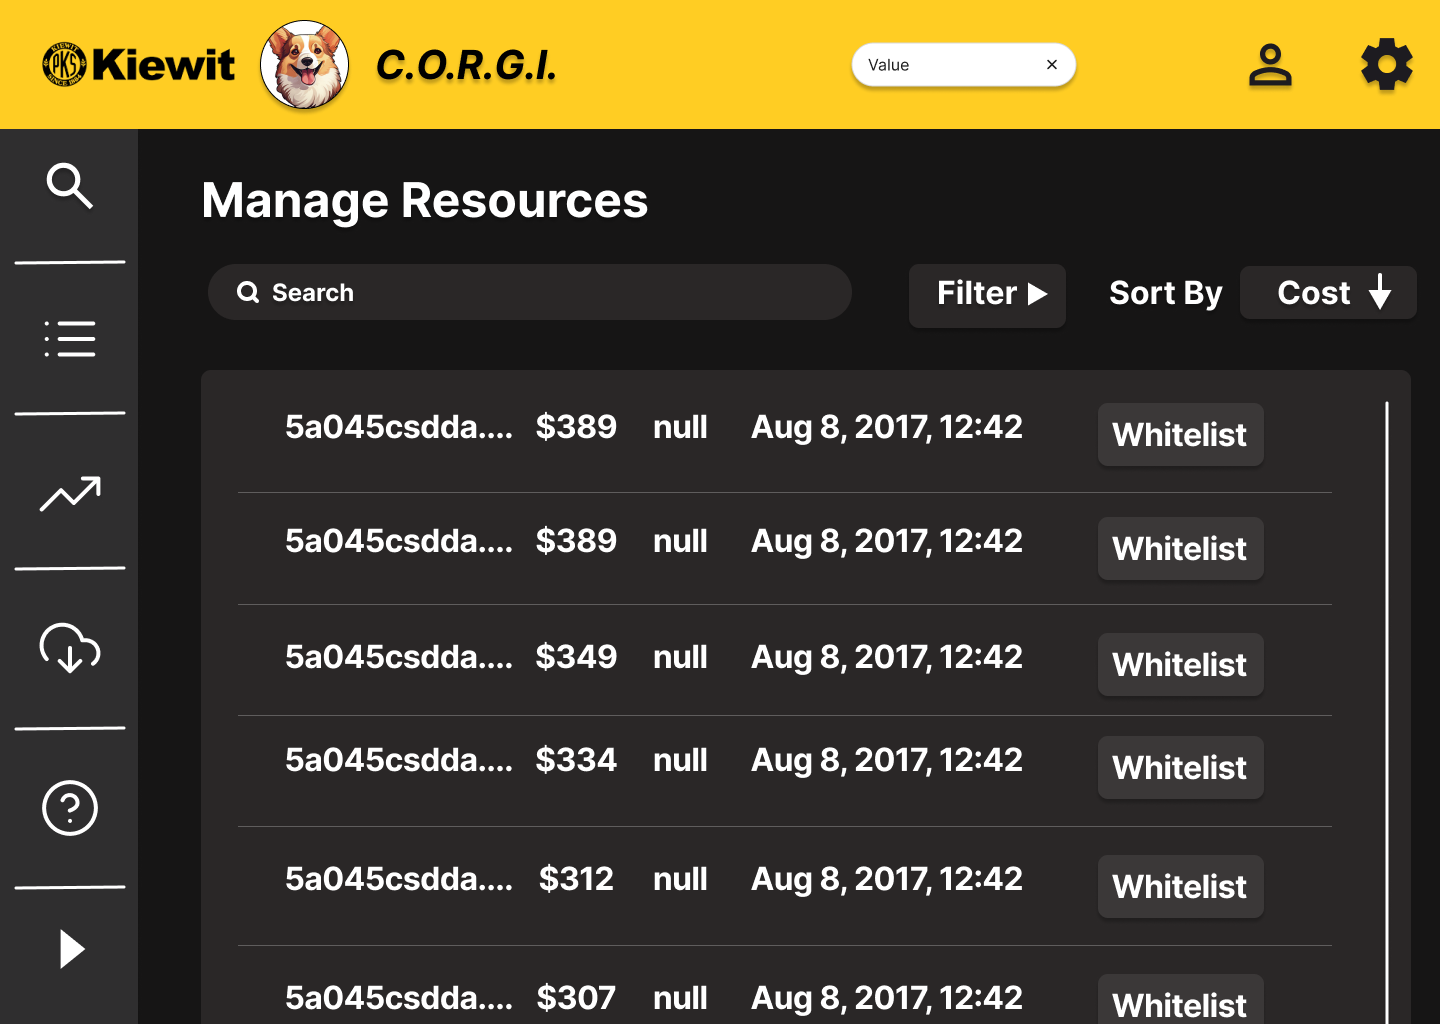 KIEWIT
PKS
SINCE 1884
Kiewit
C.O.R.G.I.
Value
Manage Resources
Search
Filter
Sort By
Cost
5a045csdda.... $389 null Aug 8, 2017, 12:42 Whitelist
5a045csdda.... $389 null Aug 8, 2017, 12:42 Whitelist
5a045csdda.... $349 null Aug 8, 2017, 12:42 Whitelist
5a045csdda.... $334 null Aug 8, 2017, 12:42 Whitelist
5a045csdda.... $312 null Aug 8, 2017, 12:42 Whitelist
5a045csdda.... $307 null Aug 8, 2017, 12:42 Whitelist